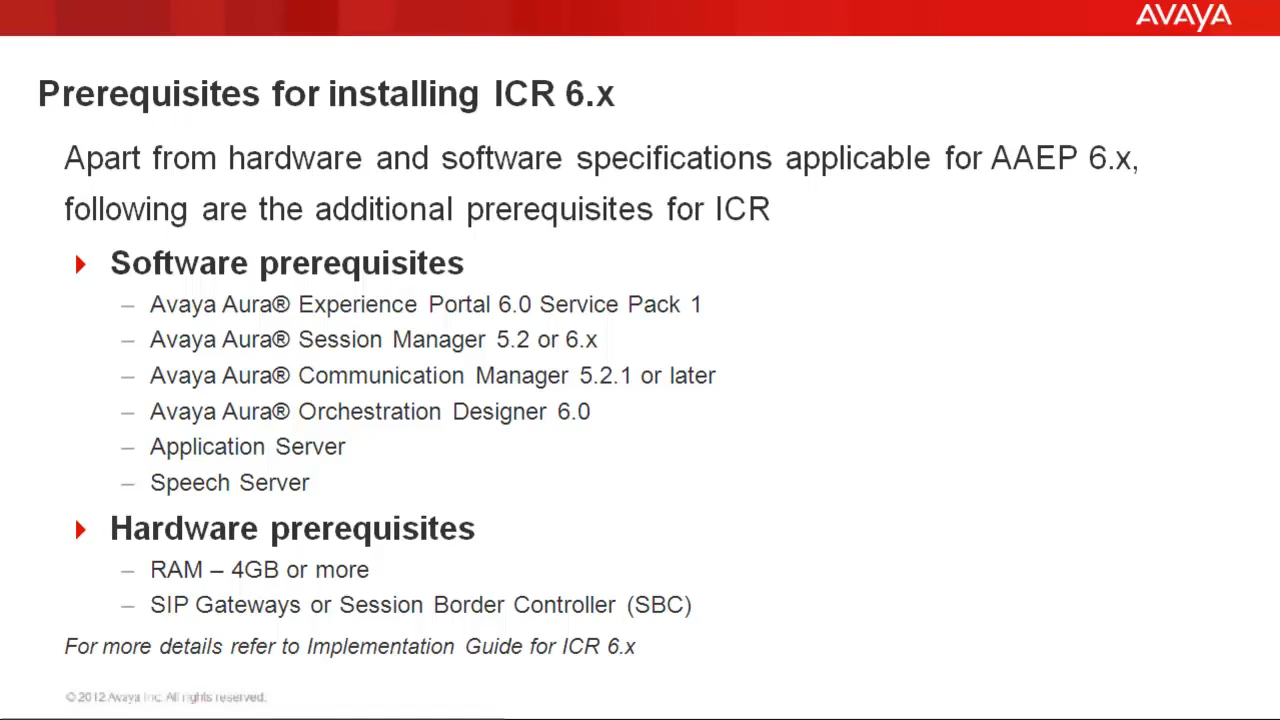 AVAYA
Prerequisites for installing ICR 6.x
Apart from hardware and software specifications applicable for AAEP 6.x,
following are the additional prerequisites for ICR
Software prerequisites
– Avaya Aura® Experience Portal 6.0 Service Pack 1
– Avaya Aura® Session Manager 5.2 or 6.x
– Avaya Aura® Communication Manager 5.2.1 or later
– Avaya Aura® Orchestration Designer 6.0
– Application Server
– Speech Server
Hardware prerequisites
– RAM – 4GB or more
– SIP Gateways or Session Border Controller (SBC)
For more details refer to Implementation Guide for ICR 6.x
© 2012 Avaya Inc. All rights reserved.